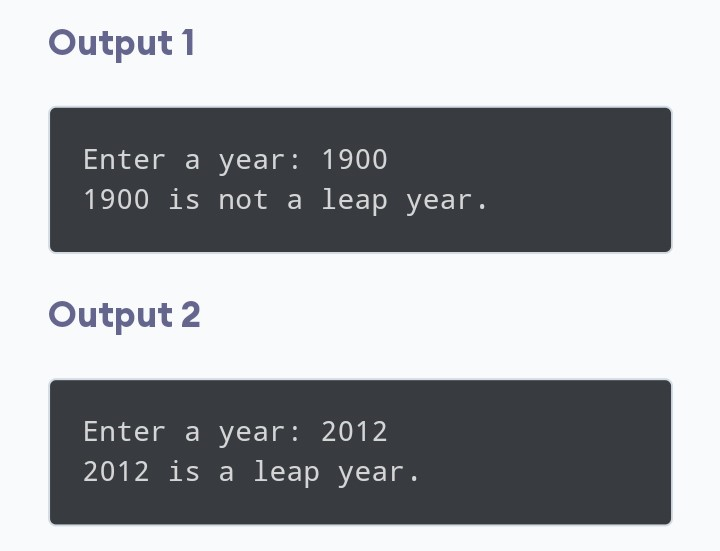 Output 1
Enter a year: 1900
1900 is not a leap year.
Output 2
Enter a year: 2012
2012 is a leap year.